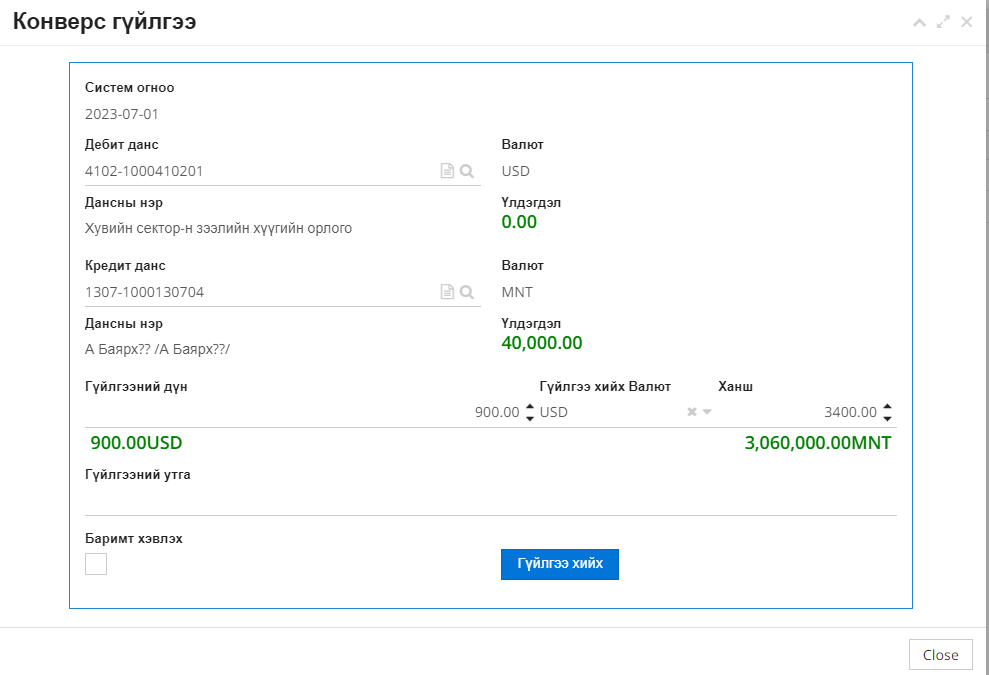 Конверс гүйлгээ
Систем огноо
2023-07-01
Дебит данс Валют
4102-1000410201 USD
Дансны нэр Үлдэгдэл
Хувийн сектор-н зээлийн хүүгийн орлого 0.00
Кредит данс Валют
1307-1000130704 MNT
Дансны нэр Үлдэгдэл
А Баярх?? /А Баярх??/ 40,000.00
Гүйлгээний дүн Гүйлгээ хийх Валют Ханш
900.00 USD 3400.00
900.00USD 3,060,000.00MNT
Гүйлгээний утга
Баримт хэвлэх
Гүйлгээ хийх
Close